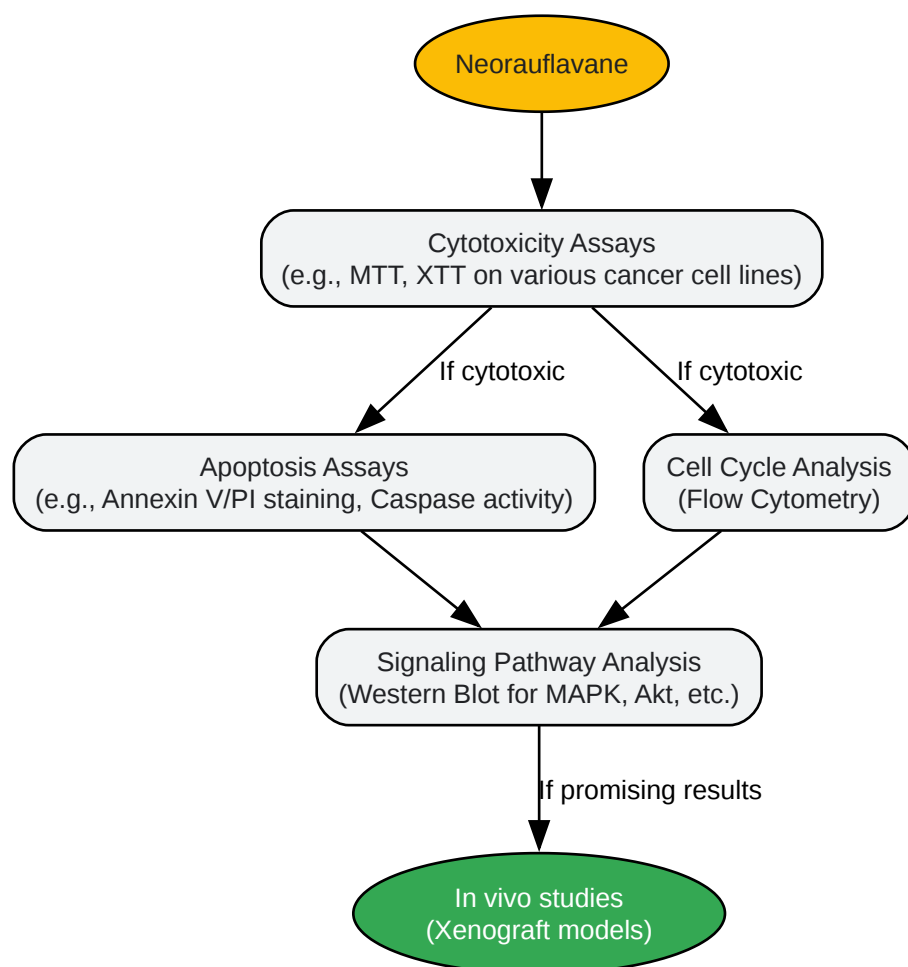 Neorauflavane
Cytotoxicity Assays
(e.g., MTT, XTT on various cancer cell lines)
If cytotoxic
If cytotoxic
Apoptosis Assays
(e.g., Annexin V/PI staining, Caspase activity)
Cell Cycle Analysis
(Flow Cytometry)
Signaling Pathway Analysis
(Western Blot for MAPK, Akt, etc.)
If promising results
In vivo studies
(Xenograft models)